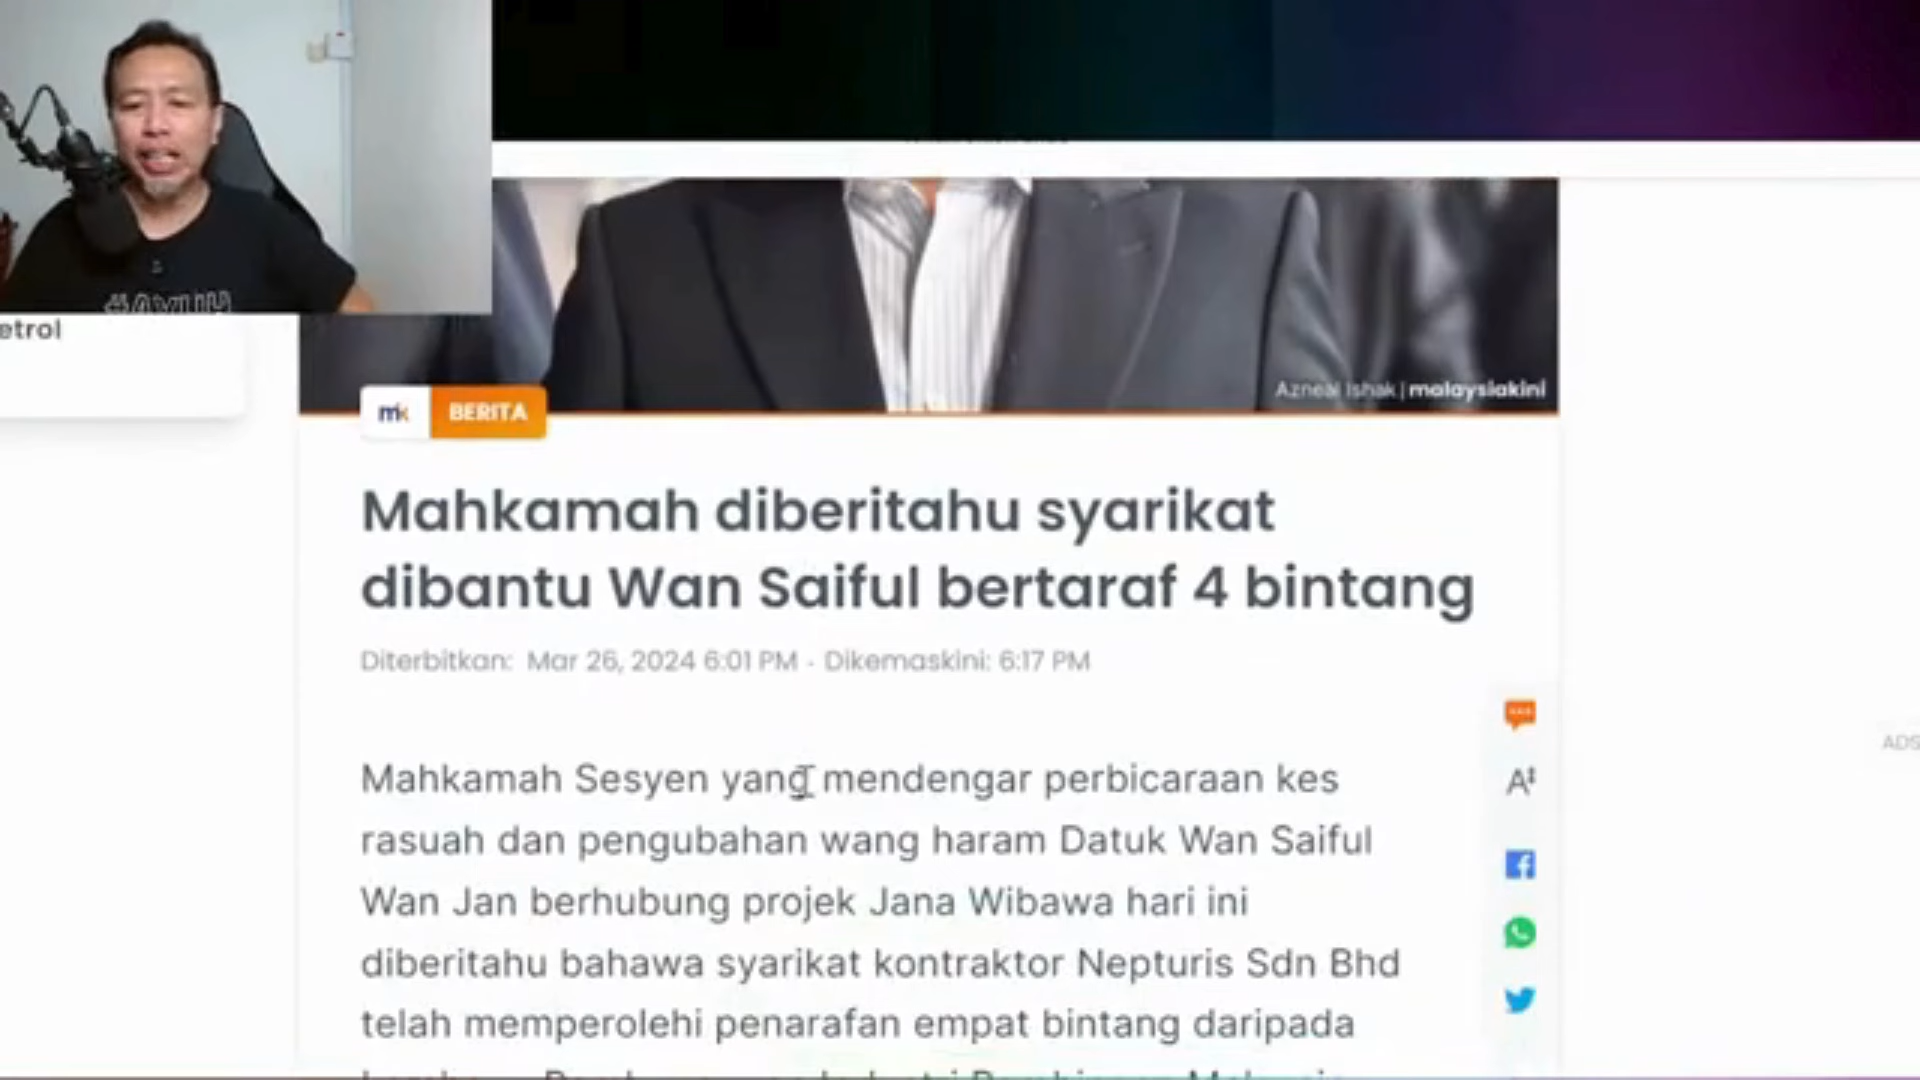 etrol
Azneal Ishak | malaysiakini
mk BERITA
Mahkamah diberitahu syarikat
dibantu Wan Saiful bertaraf 4 bintang
Diterbitkan: Mar 26, 2024 6:01 PM - Dikemaskini: 6:17 PM
Mahkamah Sesyen yang mendengar perbicaraan kes
rasuah dan pengubahan wang haram Datuk Wan Saiful
Wan Jan berhubung projek Jana Wibawa hari ini
diberitahu bahawa syarikat kontraktor Nepturis Sdn Bhd
telah memperolehi penarafan empat bintang daripada
ADS